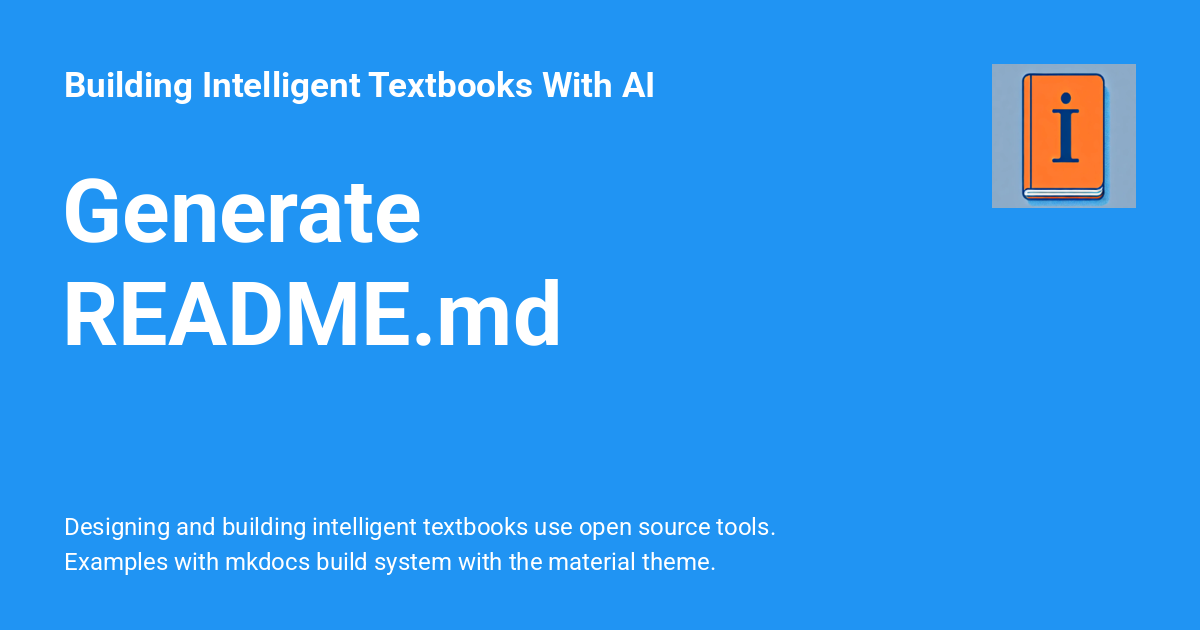 Building Intelligent Textbooks With AI
i
Generate
README.md
Designing and building intelligent textbooks use open source tools.
Examples with mkdocs build system with the material theme.